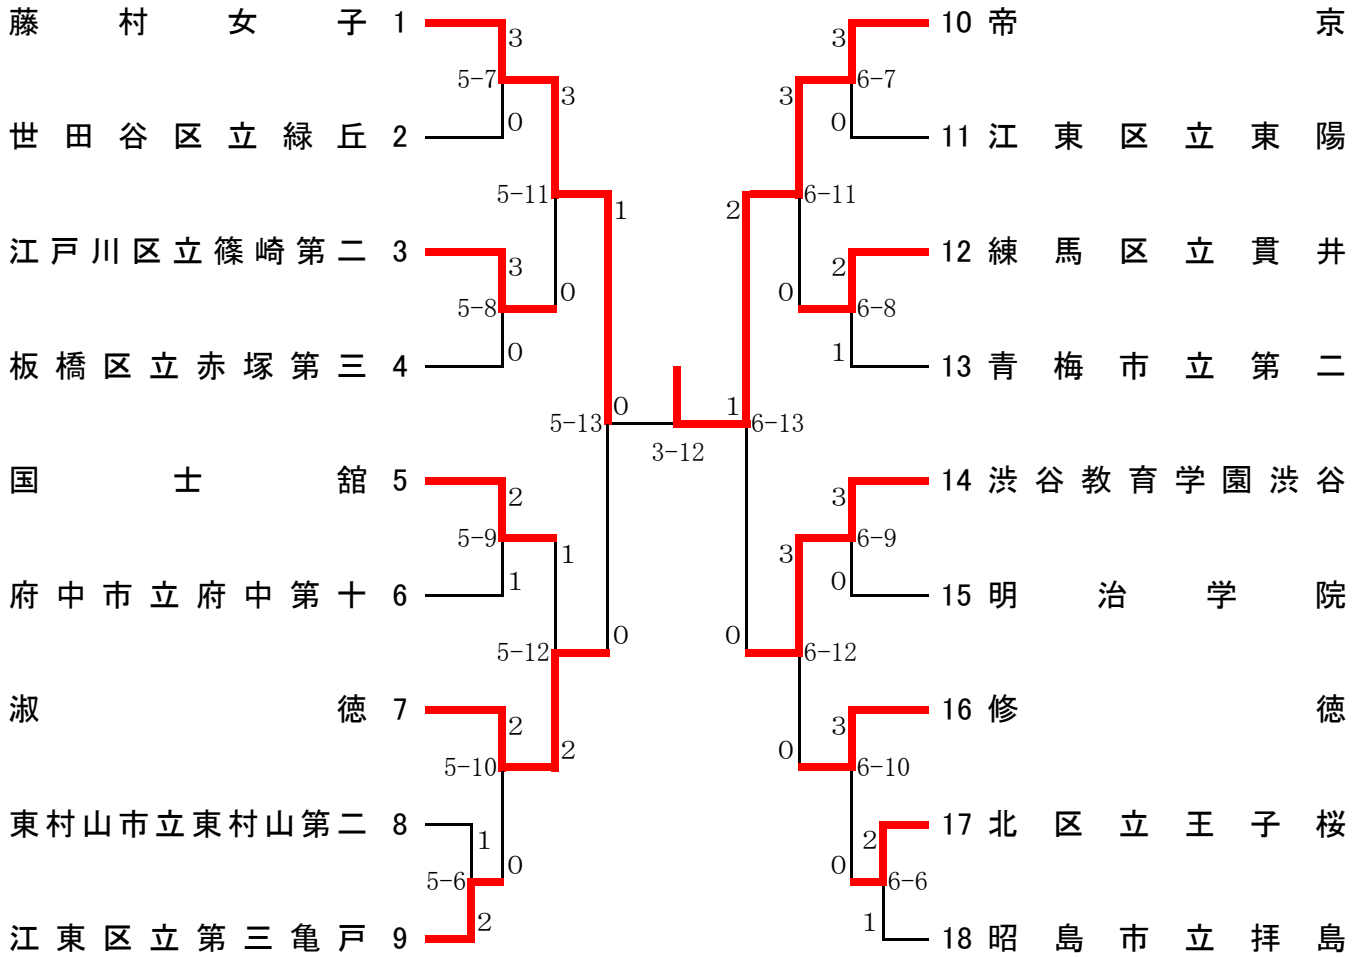 藤村女子 1
3
5-7
0
世田谷区立緑丘 2
3
5-11
0
江戸川区立篠崎第二 3
3
5-8
0
板橋区立赤塚第三 4
1
5-13
0
0
国士舘 5
2
5-9
1
府中市立府中第十 6
1
5-12
2
淑徳 7
2
5-10
0
東村山市立東村山第二 8
1
5-6
2
江東区立第三亀戸 9
3-12
10 帝京
3
6-7
0
11 江東区立東陽
3
6-11
0
12 練馬区立貫井
2
6-8
1
13 青梅市立第二
2
1
6-13
0
14 渋谷教育学園渋谷
3
6-9
0
15 明治学院
3
6-12
0
16 修徳
3
6-10
0
17 北区立王子桜
2
6-6
1
18 昭島市立拝島